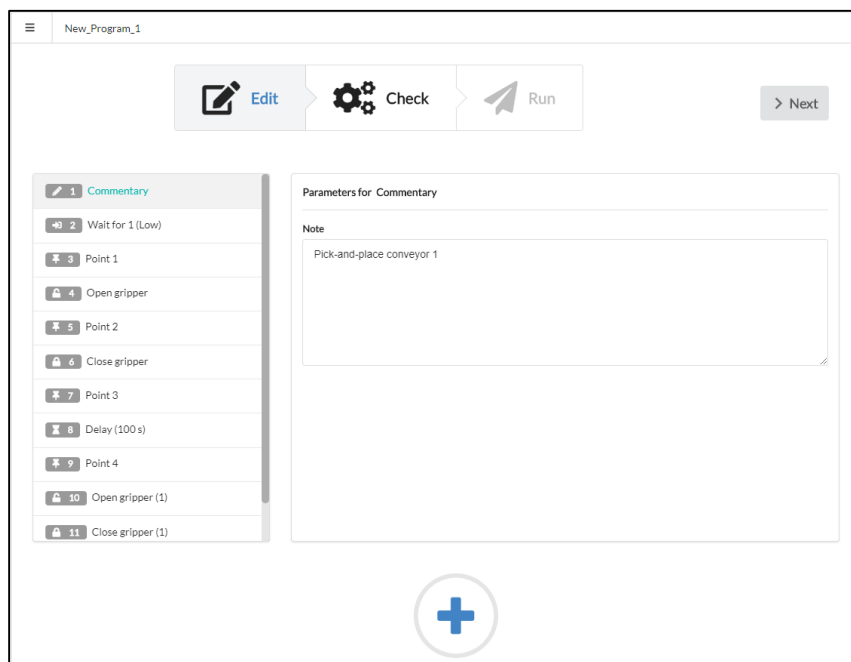 New_Program_1
Edit
Check
Run
Next
1 Commentary
2 Wait for 1 (Low)
3 Point 1
4 Open gripper
5 Point 2
6 Close gripper
7 Point 3
8 Delay (100 s)
9 Point 4
10 Open gripper (1)
11 Close gripper (1)
Parameters for Commentary
Note
Pick-and-place conveyor 1